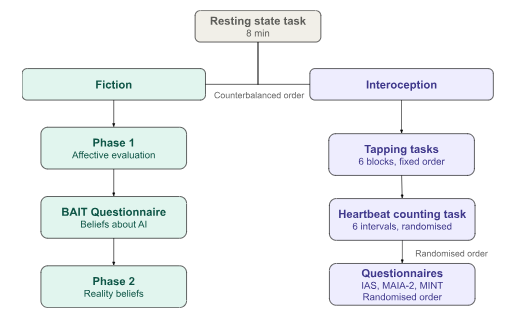 Resting state task
8 min
Fiction
Counterbalanced order
Interoception
Phase 1
Affective evaluation
Tapping tasks
6 blocks, fixed order
BAIT Questionnaire
Beliefs about AI
Heartbeat counting task
6 intervals, randomised
Randomised order
Phase 2
Reality beliefs
Questionnaires
IAS, MAIA-2, MINT
Randomised order